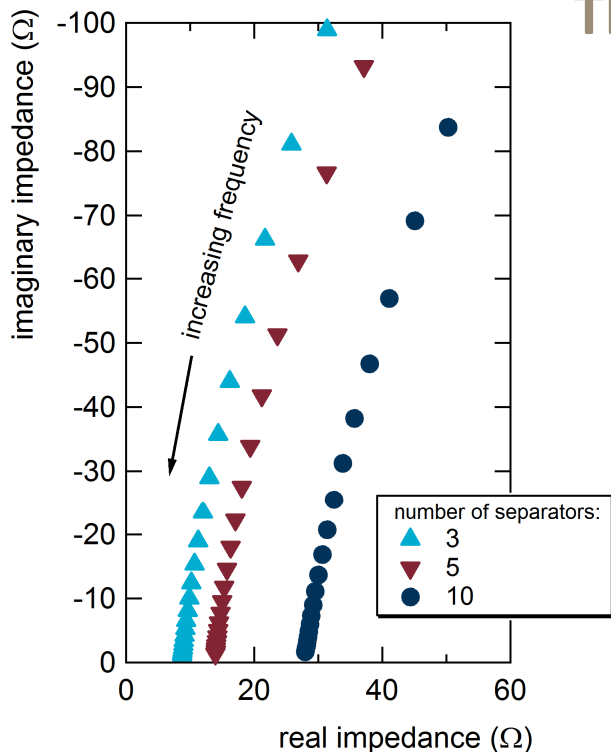 -100
-90
-80
-70
-60
-50
-40
-30
-20
-10
0
imaginary impedance (Ω)
increasing frequency
number of separators:
3
5
10
0 20 40 60
real impedance (Ω)